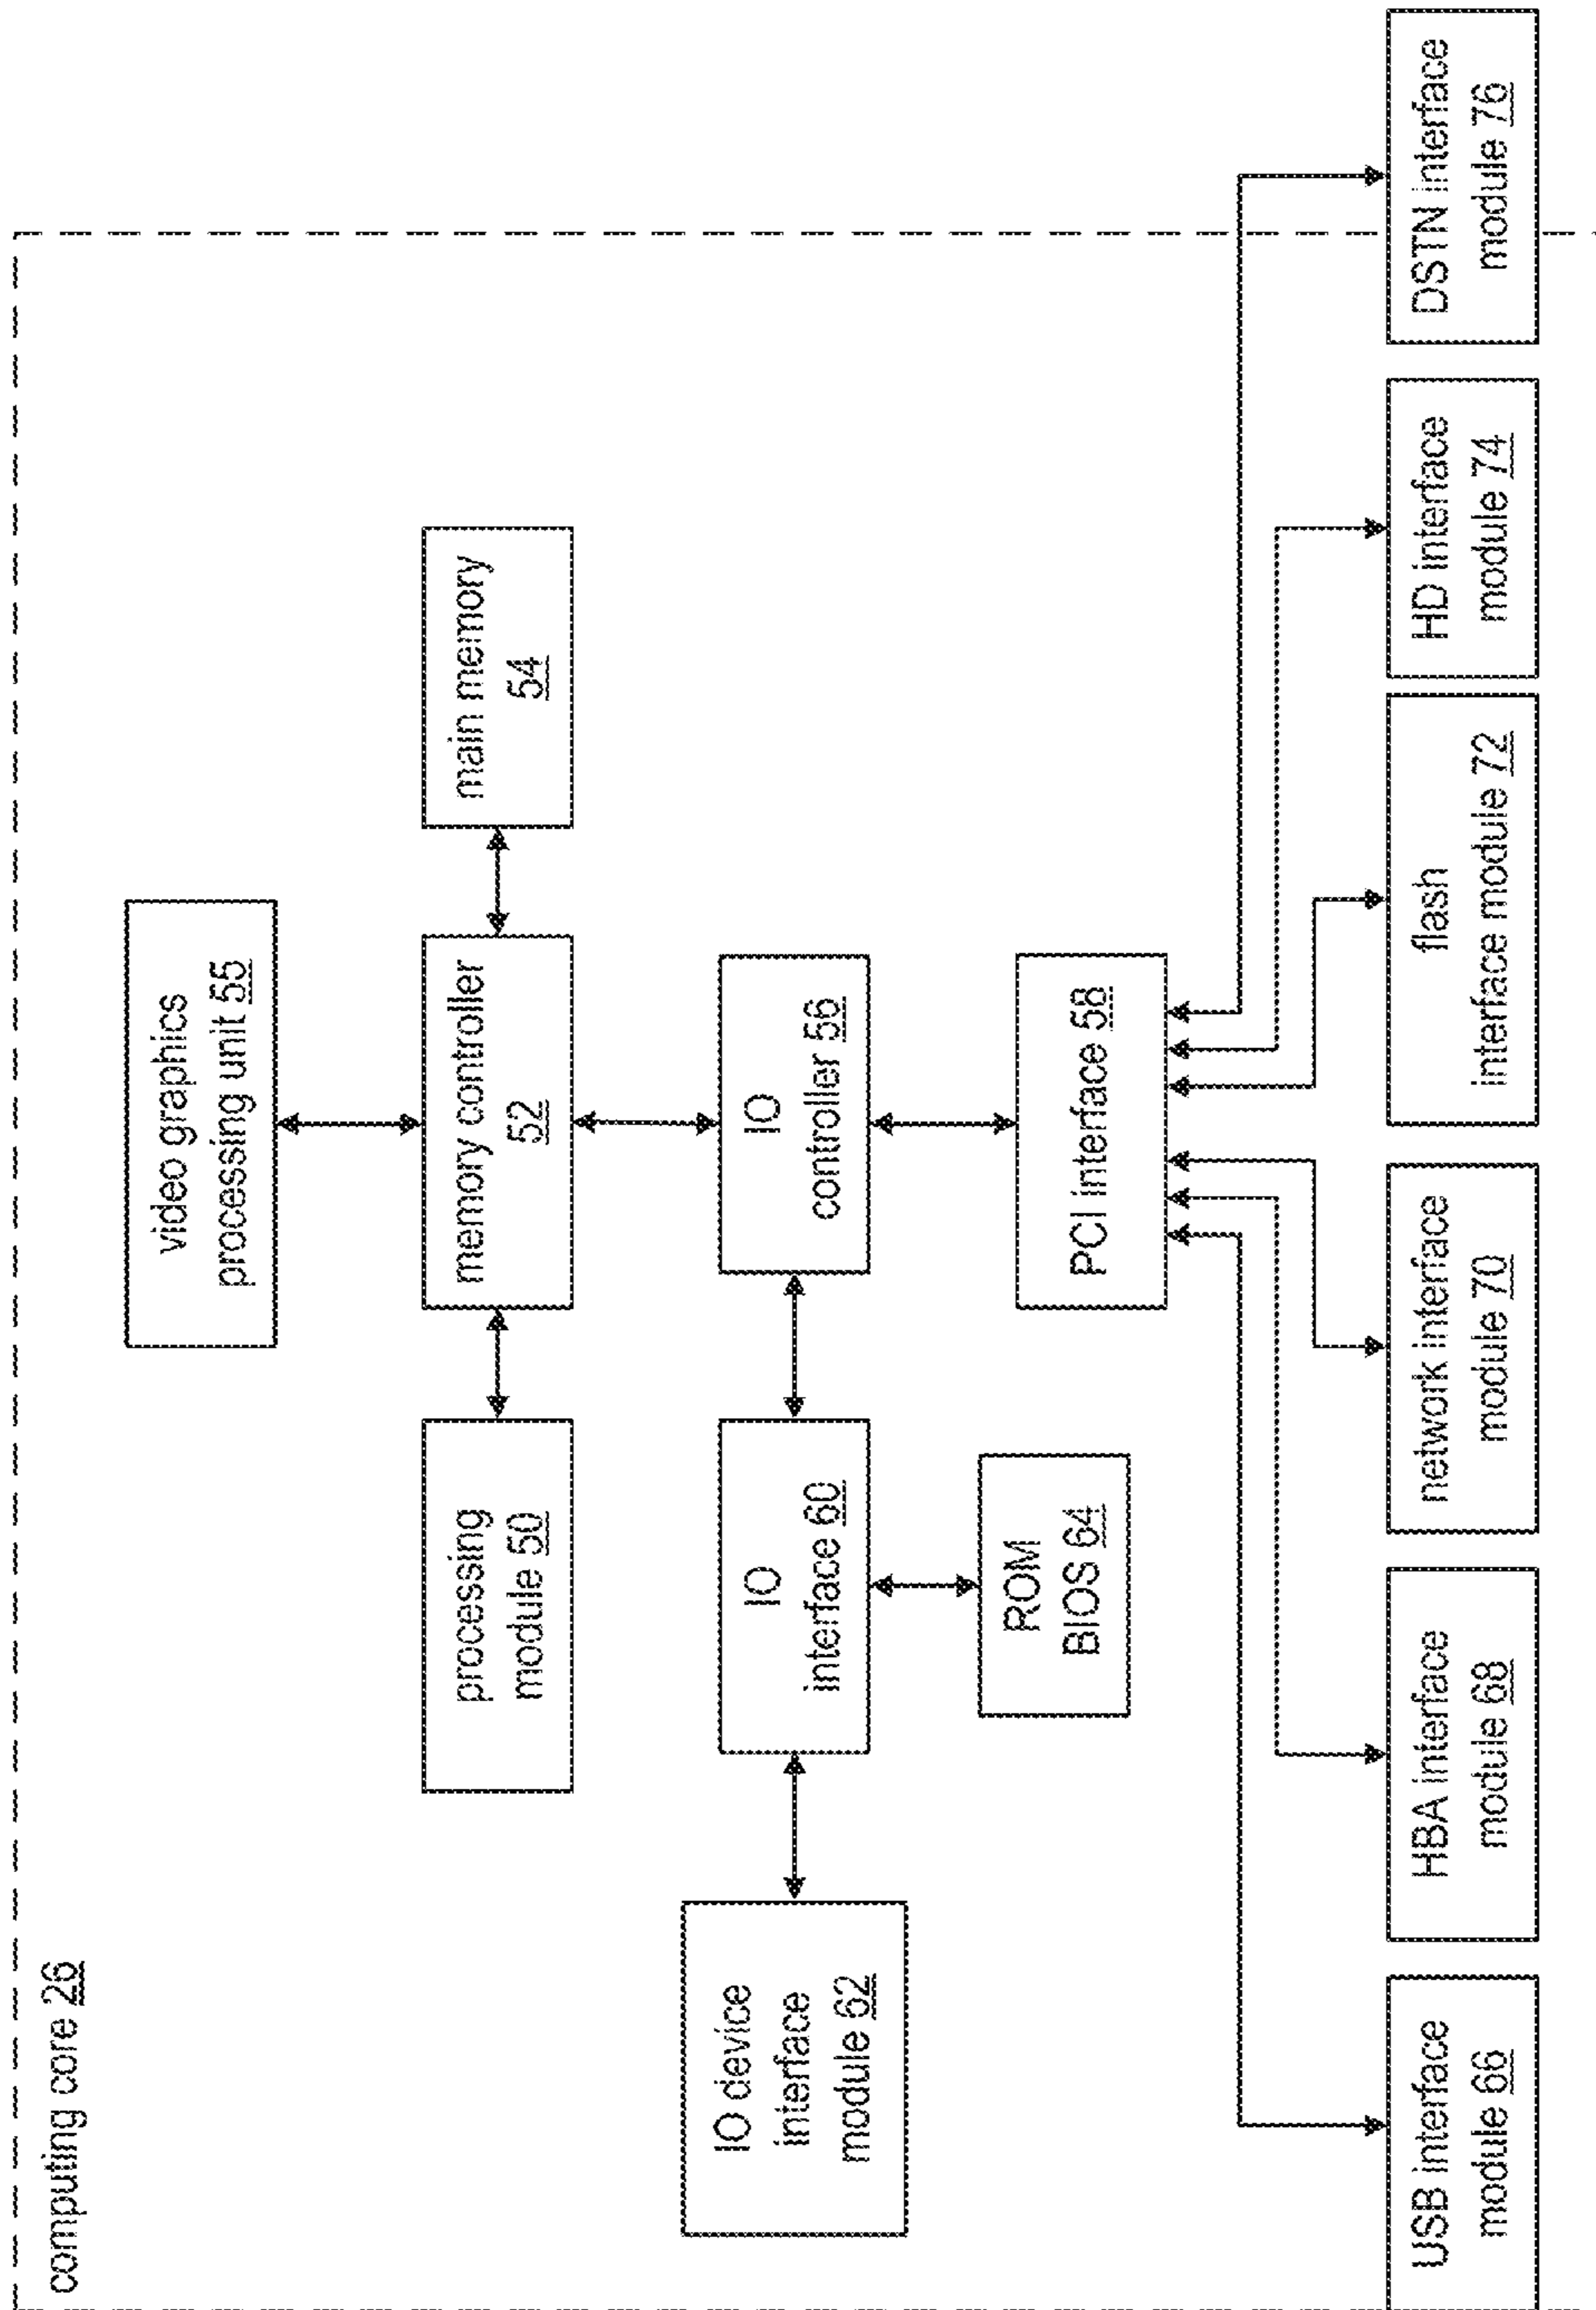 computing core 26
video graphics
processing unit 55
processing
module 50
memory controller
52
main memory
54
IO device
interface
module 62
IO
interface 60
IO
controller 56
ROM
BIOS 64
PCI interface 58
USB interface
module 66
HBA interface
module 68
network interface
module 70
flash
interface module 72
HD interface
module 74
DSTN interface
module 76